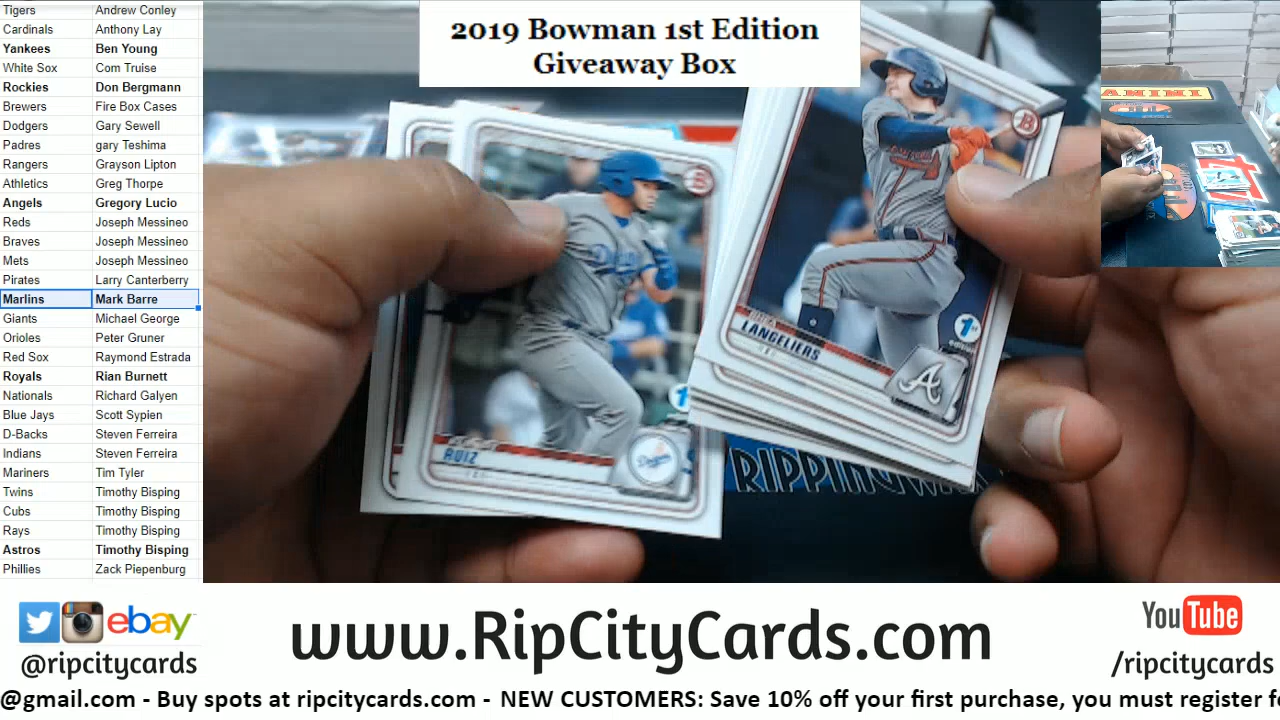 2019 Bowman 1st Edition
Giveaway Box
Tigers Andrew Conley
Cardinals Anthony Lay
Yankees Ben Young
White Sox Com Truise
Rockies Don Bergmann
Brewers Fire Box Cases
Dodgers Gary Sewell
Padres gary Teshima
Rangers Grayson Lipton
Athletics Greg Thorpe
Angels Gregory Lucio
Reds Joseph Messineo
Braves Joseph Messineo
Mets Joseph Messineo
Pirates Larry Canterberry
Marlins Mark Barre
Giants Michael George
Orioles Peter Gruner
Red Sox Raymond Estrada
Royals Rian Burnett
Nationals Richard Galyen
Blue Jays Scott Sypien
D-Backs Steven Ferreira
Indians Steven Ferreira
Mariners Tim Tyler
Twins Timothy Bisping
Cubs Timothy Bisping
Rays Timothy Bisping
Astros Timothy Bisping
Phillies Zack Piepenburg
RUIZ
LANGELIERS
1st
A
RIPPINGWAX
ebay
@ripcitycards
www.RipCityCards.com
YouTube
/ripcitycards
@gmail.com - Buy spots at ripcitycards.com - NEW CUSTOMERS: Save 10% off your first purchase, you must register f